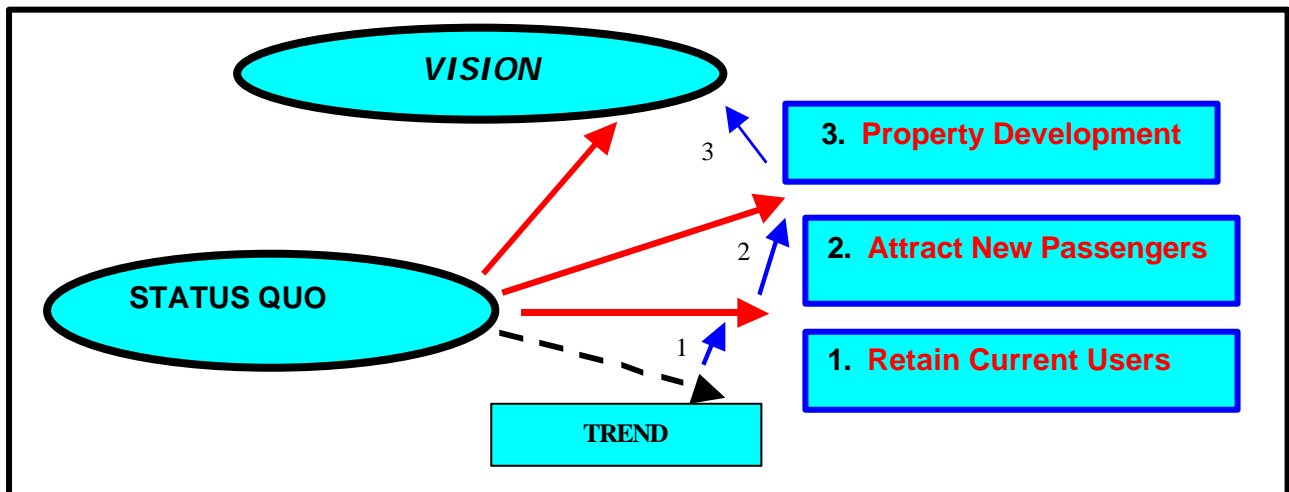 VISION
3. Property Development
3
2. Attract New Passengers
2
STATUS QUO
1. Retain Current Users
1
TREND